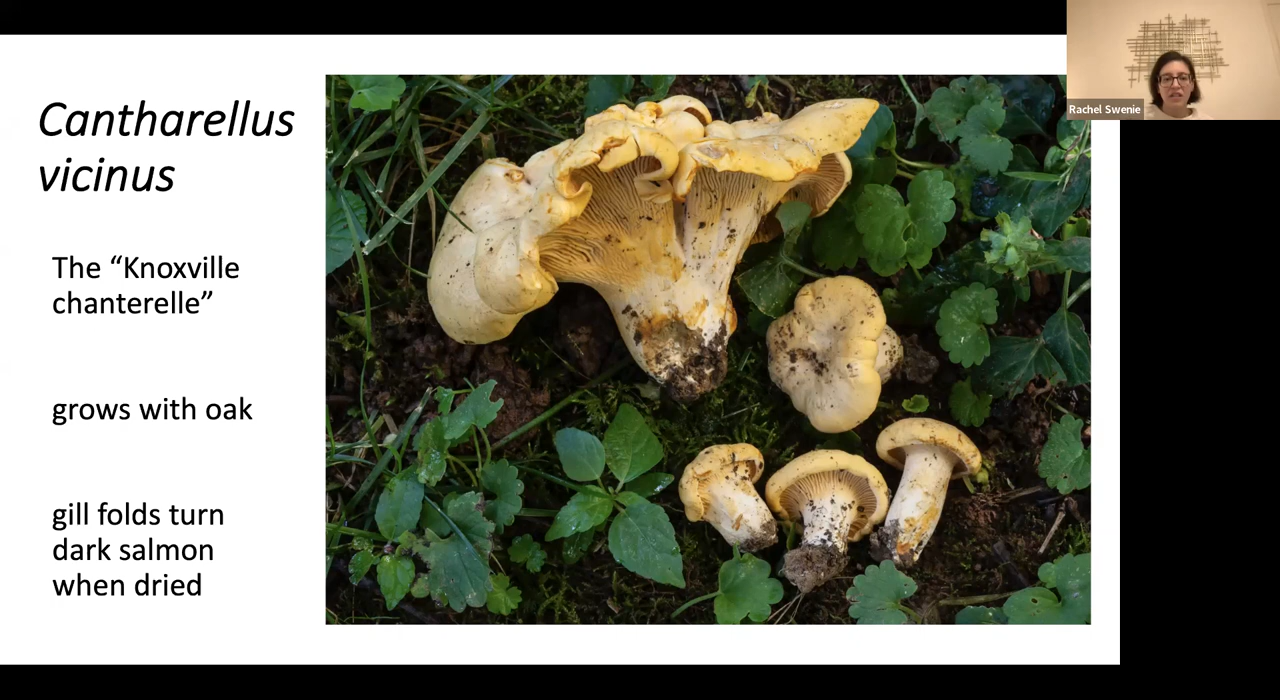 Cantharellus
vicinus
The “Knoxville
chanterelle”
grows with oak
gill folds turn
dark salmon
when dried
Rachel Swenie